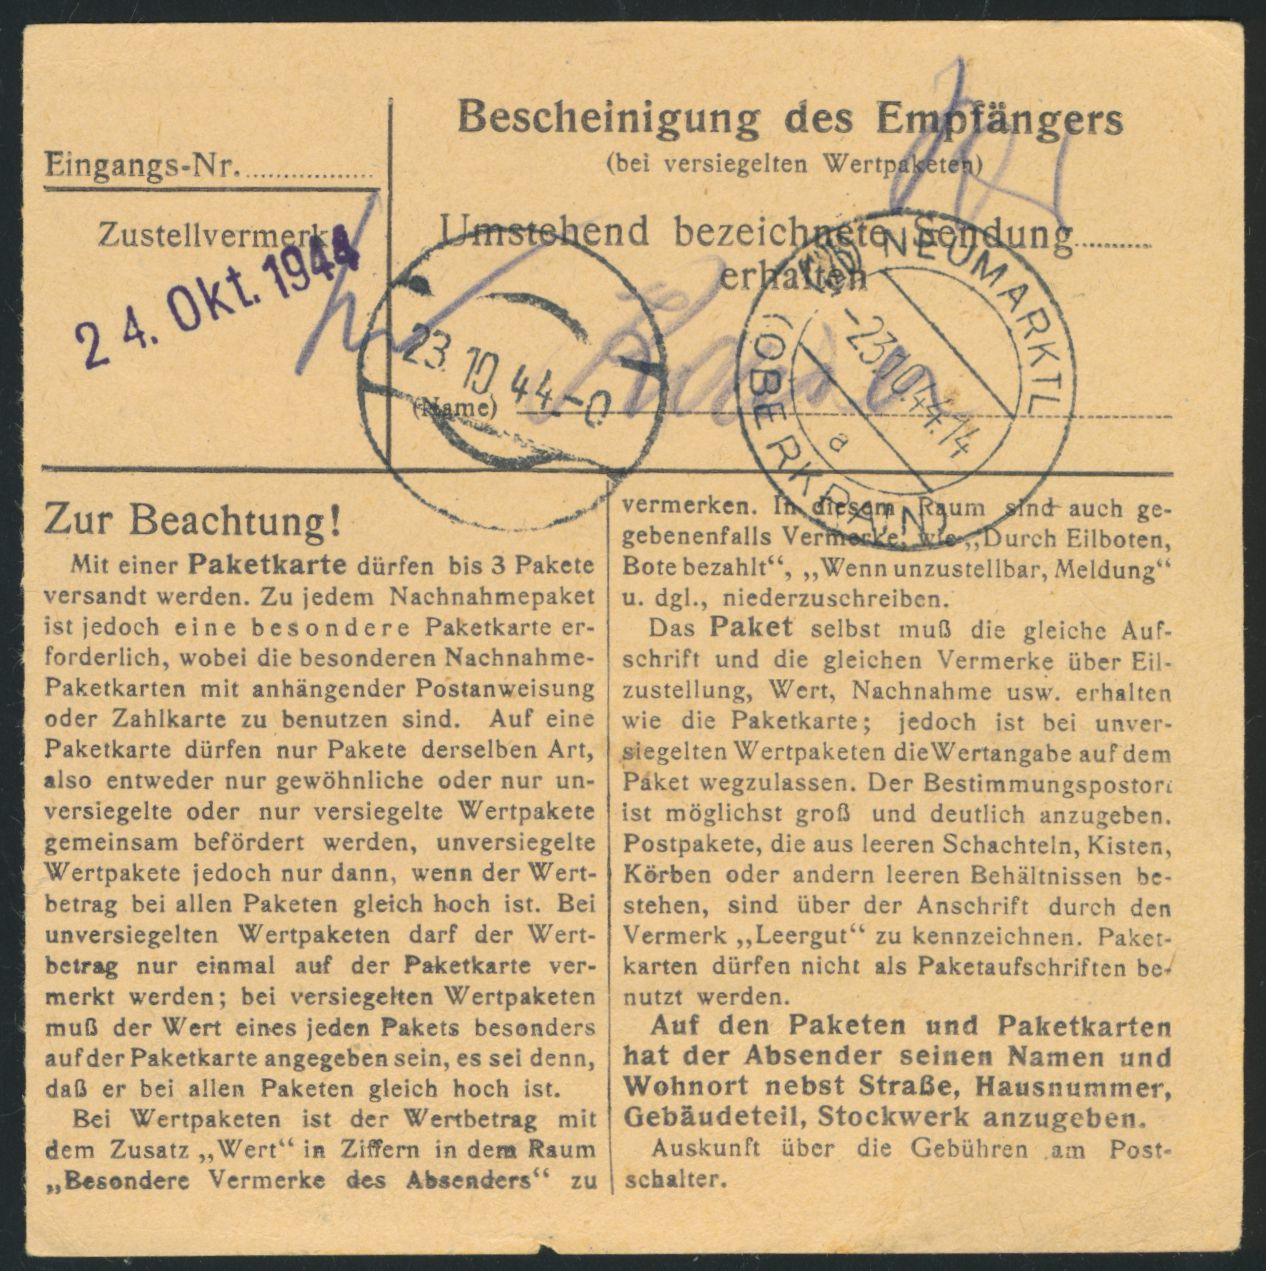 Eingangs-Nr. ................
Zustellvermerk
24. Okt. 1944
Bescheinigung des Empfängers
(bei versiegelten Wertpaketen)
Umstehend bezeichnete Sendung..........
erhalten
(Name)
23.10.44.-0
NEUMARKTL
-23.10.44.14
a
(OBERKRAIN)
Zur Beachtung!
Mit einer Paketkarte dürfen bis 3 Pakete
versandt werden. Zu jedem Nachnahmepaket
ist jedoch eine besondere Paketkarte er-
forderlich, wobei die besonderen Nachnahme-
Paketkarten mit anhängender Postanweisung
oder Zahlkarte zu benutzen sind. Auf eine
Paketkarte dürfen nur Pakete derselben Art,
also entweder nur gewöhnliche oder nur un-
versiegelte oder nur versiegelte Wertpakete
gemeinsam befördert werden, unversiegelte
Wertpakete jedoch nur dann, wenn der Wert-
betrag bei allen Paketen gleich hoch ist. Bei
unversiegelten Wertpaketen darf der Wert-
betrag nur einmal auf der Paketkarte ver-
merkt werden; bei versiegelten Wertpaketen
muß der Wert eines jeden Pakets besonders
auf der Paketkarte angegeben sein, es sei denn,
daß er bei allen Paketen gleich hoch ist.
Bei Wertpaketen ist der Wertbetrag mit
dem Zusatz „Wert“ in Ziffern in dem Raum
„Besondere Vermerke des Absenders“ zu
vermerken. In diesem Raum sind auch ge-
gebenenfalls Vermerke, wie „Durch Eilboten,
Bote bezahlt“, „Wenn unzustellbar, Meldung“
u. dgl., niederzuschreiben.
Das Paket selbst muß die gleiche Auf-
schrift und die gleichen Vermerke über Eil-
zustellung, Wert, Nachnahme usw. erhalten
wie die Paketkarte; jedoch ist bei unver-
siegelten Wertpaketen die Wertangabe auf dem
Paket wegzulassen. Der Bestimmungspostort
ist möglichst groß und deutlich anzugeben.
Postpakete, die aus leeren Schachteln, Kisten,
Körben oder andern leeren Behältnissen be-
stehen, sind über der Anschrift durch den
Vermerk „Leergut“ zu kennzeichnen. Paket-
karten dürfen nicht als Paketaufschriften be-
nutzt werden.
Auf den Paketen und Paketkarten
hat der Absender seinen Namen und
Wohnort nebst Straße, Hausnummer,
Gebäudeteil, Stockwerk anzugeben.
Auskunft über die Gebühren am Post-
schalter.